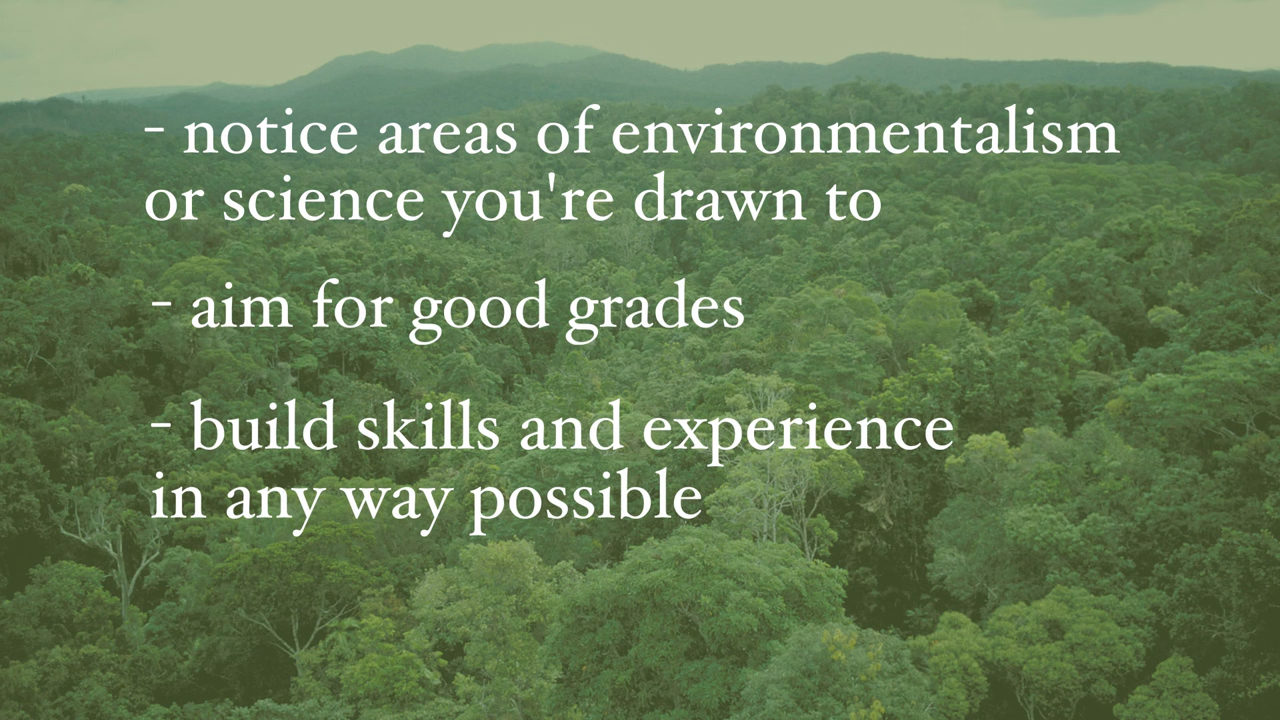 - notice areas of environmentalism
or science you're drawn to
- aim for good grades
- build skills and experience
in any way possible